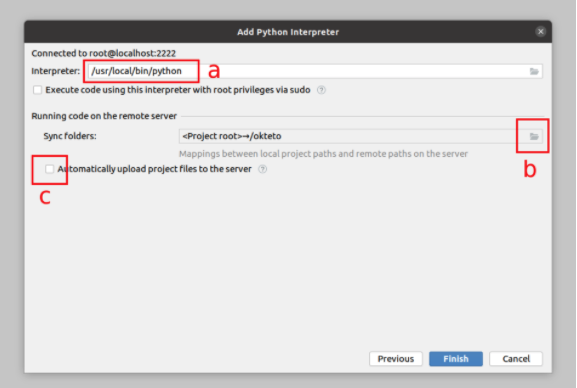 Add Python Interpreter
Connected to root@localhost:2222
Interpreter: /usr/local/bin/python a
Execute code using this interpreter with root privileges via sudo ?
Running code on the remote server
Sync folders: <Project root>→/okteto
Mappings between local project paths and remote paths on the server
b
Automatically upload project files to the server ?
c
Previous Finish Cancel